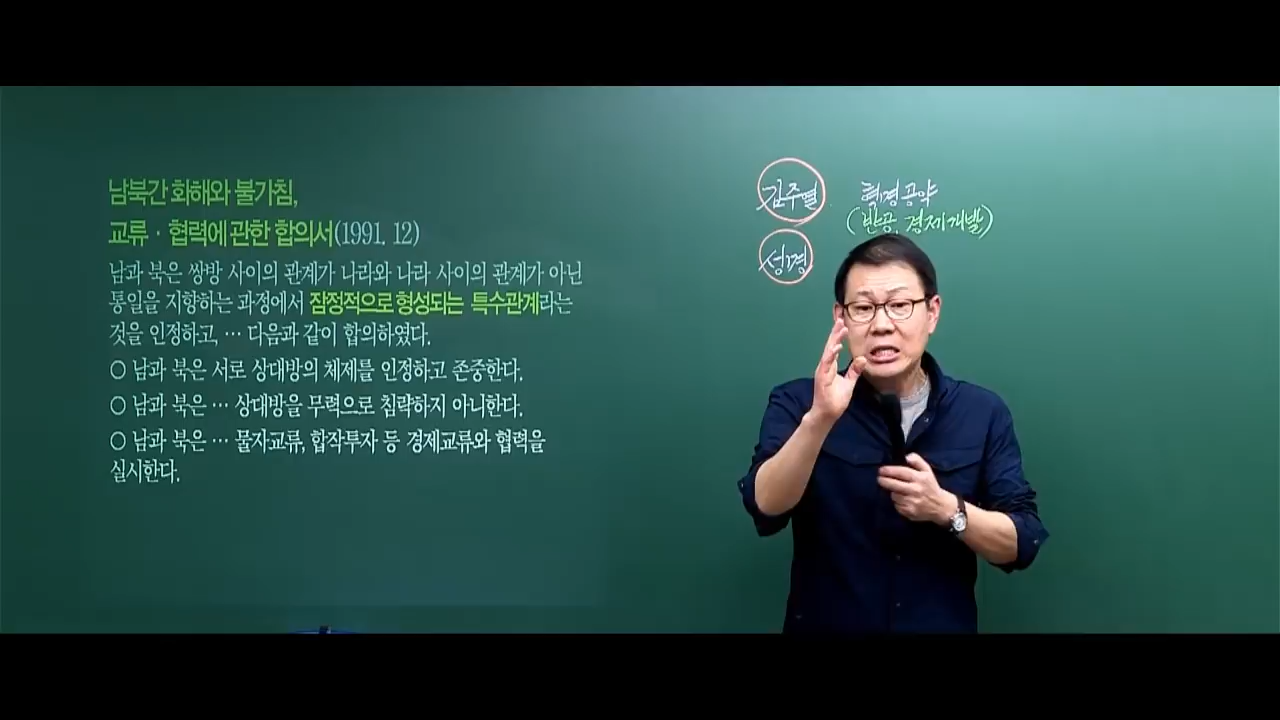 남북간 화해와 불가침,
교류·협력에 관한 합의서(1991. 12)
남과 북은 쌍방 사이의 관계가 나라와 나라 사이의 관계가 아닌
통일을 지향하는 과정에서 잠정적으로 형성되는 특수관계라는
것을 인정하고, … 다음과 같이 합의하였다.
○ 남과 북은 서로 상대방의 체제를 인정하고 존중한다.
○ 남과 북은 … 상대방을 무력으로 침략하지 아니한다.
○ 남과 북은 … 물자교류, 합작투자 등 경제교류와 협력을
실시한다.
김주열 혁명공약
(반공, 경제개발)
성경